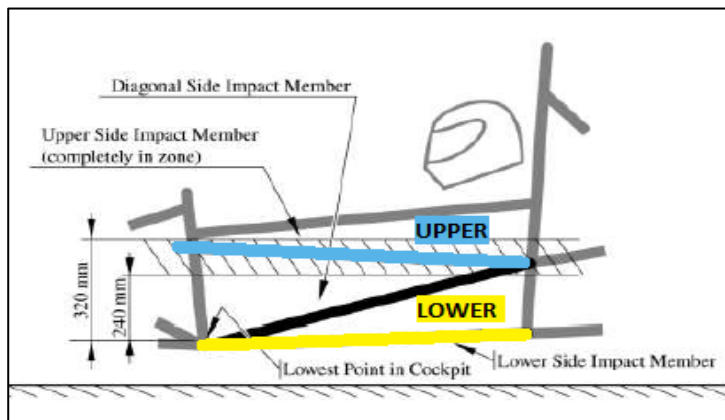 Diagonal Side Impact Member
Upper Side Impact Member
(completely in zone)
UPPER
320 mm
240 mm
LOWER
Lowest Point in Cockpit
Lower Side Impact Member